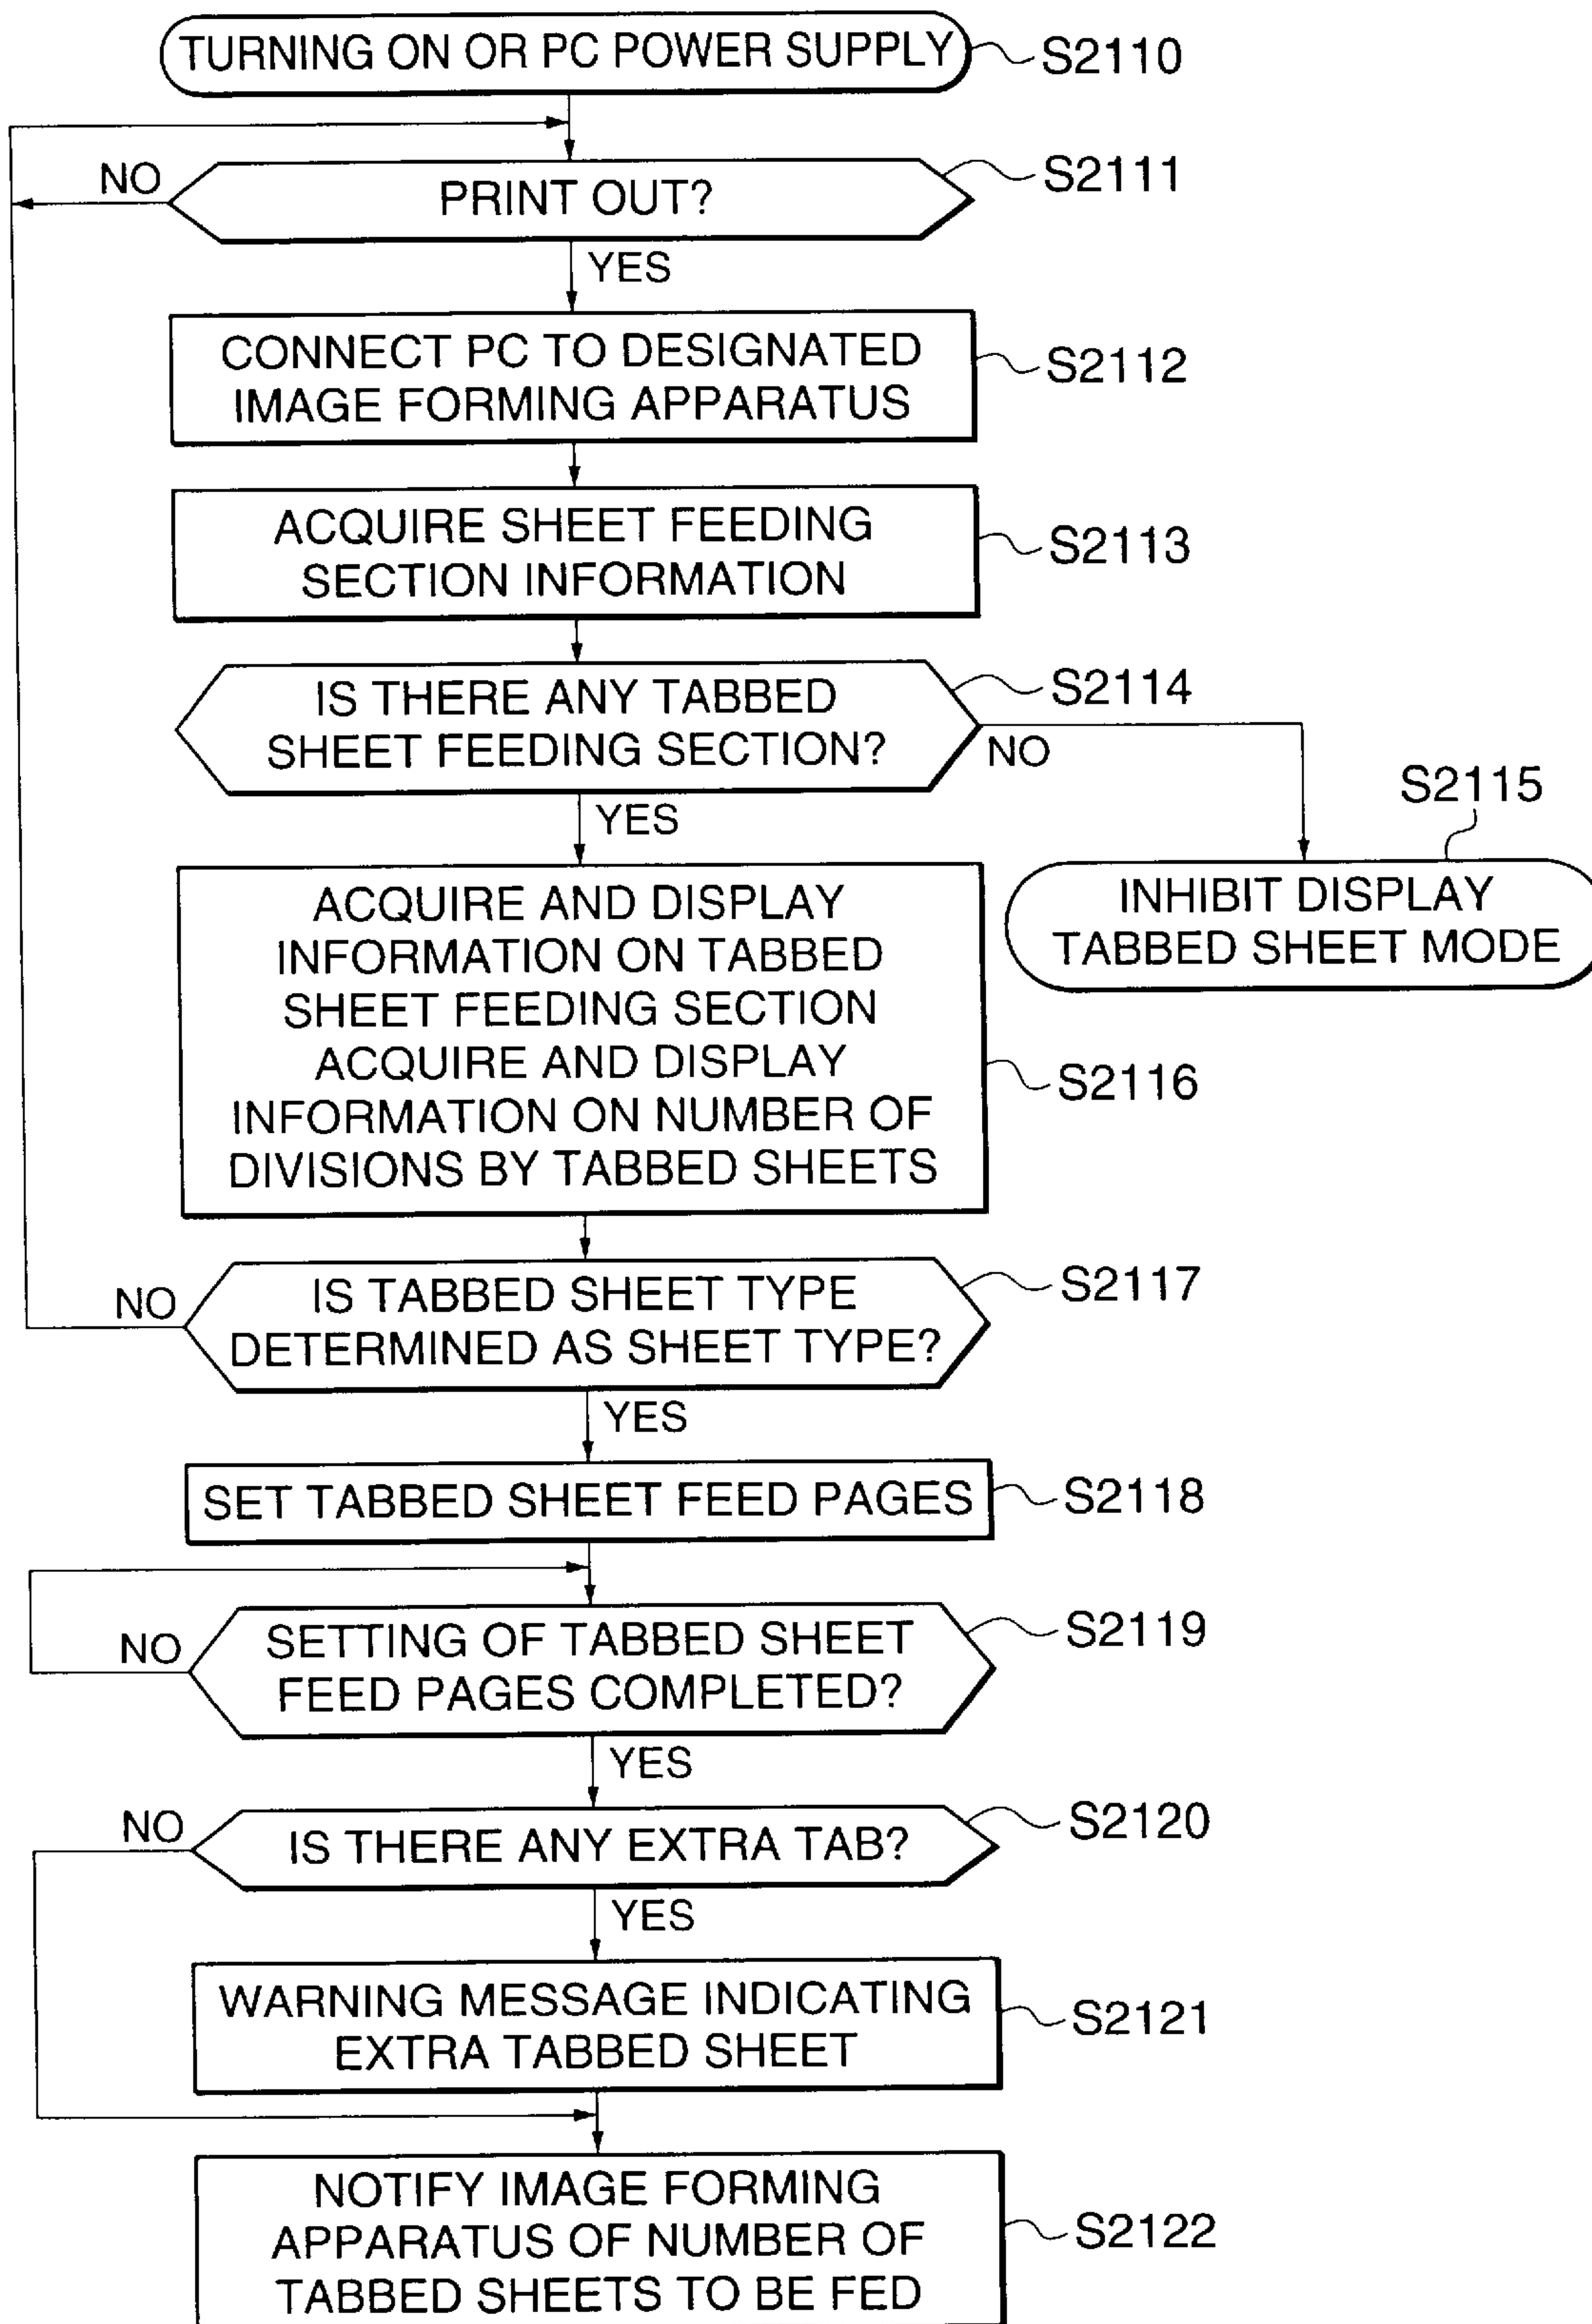 TURNING ON OR PC POWER SUPPLY
S2110
NO
PRINT OUT?
S2111
YES
CONNECT PC TO DESIGNATED
IMAGE FORMING APPARATUS
S2112
ACQUIRE SHEET FEEDING
SECTION INFORMATION
S2113
IS THERE ANY TABBED
SHEET FEEDING SECTION?
S2114
NO
YES
S2115
INHIBIT DISPLAY
TABBED SHEET MODE
ACQUIRE AND DISPLAY
INFORMATION ON TABBED
SHEET FEEDING SECTION
ACQUIRE AND DISPLAY
INFORMATION ON NUMBER OF
DIVISIONS BY TABBED SHEETS
S2116
NO
IS TABBED SHEET TYPE
DETERMINED AS SHEET TYPE?
S2117
YES
SET TABBED SHEET FEED PAGES
S2118
NO
SETTING OF TABBED SHEET
FEED PAGES COMPLETED?
S2119
YES
NO
IS THERE ANY EXTRA TAB?
S2120
YES
WARNING MESSAGE INDICATING
EXTRA TABBED SHEET
S2121
NOTIFY IMAGE FORMING
APPARATUS OF NUMBER OF
TABBED SHEETS TO BE FED
S2122